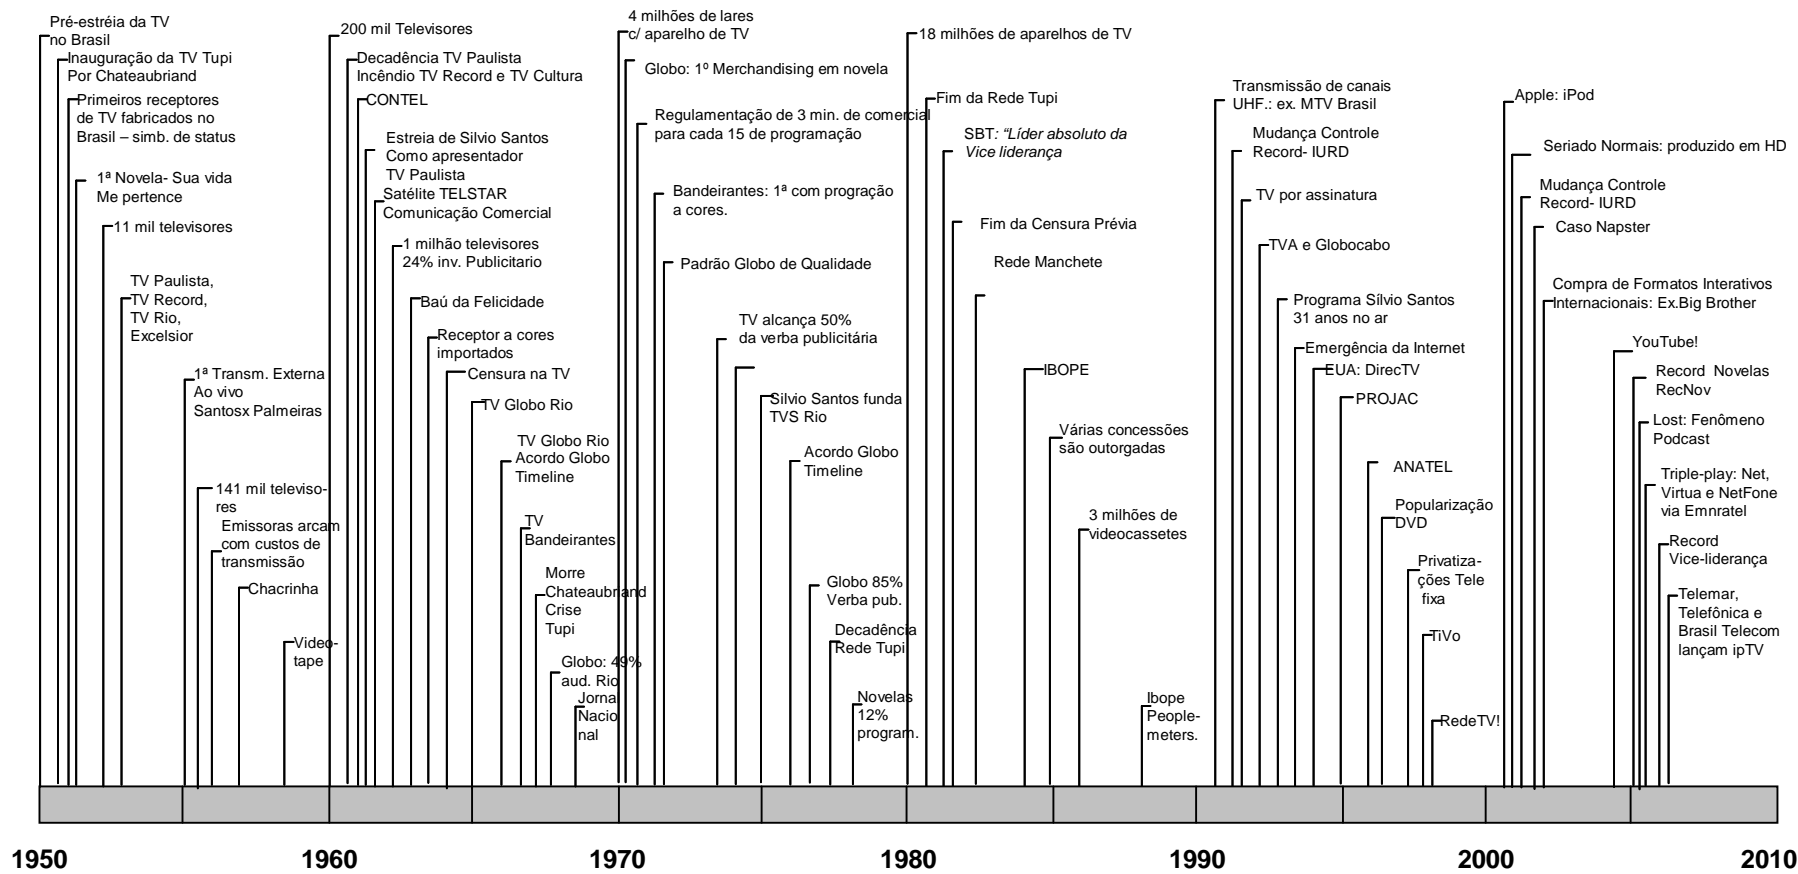 Pré-estréia da TV
no Brasil
Inauguração da TV Tupi
Por Chateaubriand
Primeiros receptores
de TV fabricados no
Brasil – simb. de status
1ª Novela- Sua vida
Me pertence
11 mil televisores
TV Paulista,
TV Record,
TV Rio,
Excelsior
1ª Transm. Externa
Ao vivo
Santosx Palmeiras
141 mil televiso-
res
Emissoras arcam
com custos de
transmissão
Chacrinha
Video-
tape
200 mil Televisores
Decadência TV Paulista
Incêndio TV Record e TV Cultura
CONTEL
Estreia de Silvio Santos
Como apresentador
TV Paulista
Satélite TELSTAR
Comunicação Comercial
1 milhão televisores
24% inv. Publicitario
Baú da Felicidade
Receptor a cores
importados
Censura na TV
TV Globo Rio
TV Globo Rio
Acordo Globo
Timeline
TV
Bandeirantes
Morre
Chateaubriand
Crise
Tupi
Globo: 49%
aud. Rio
Jornal
Nacio
nal
4 milhões de lares
c/ aparelho de TV
Globo: 1º Merchandising em novela
Regulamentação de 3 min. de comercial
para cada 15 de programação
Bandeirantes: 1ª com progração
a cores.
Padrão Globo de Qualidade
TV alcança 50%
da verba publicitária
Silvio Santos funda
TVS Rio
Acordo Globo
Timeline
Globo 85%
Verba pub.
Decadência
Rede Tupi
Novelas
12%
program.
18 milhões de aparelhos de TV
Fim da Rede Tupi
SBT: “Líder absoluto da
Vice liderança
Fim da Censura Prévia
Rede Manchete
IBOPE
Várias concessões
são outorgadas
3 milhões de
videocassetes
Ibope
People-
meters.
Transmissão de canais
UHF.: ex. MTV Brasil
Mudança Controle
Record- IURD
TV por assinatura
TVA e Globocabo
Programa Sílvio Santos
31 anos no ar
Emergência da Internet
EUA: DirecTV
PROJAC
ANATEL
Popularização
DVD
Privatiza-
ções Tele
fixa
TiVo
RedeTV!
Apple: iPod
Seriado Normais: produzido em HD
Mudança Controle
Record- IURD
Caso Napster
Compra de Formatos Interativos
Internacionais: Ex.Big Brother
YouTube!
Record Novelas
RecNov
Lost: Fenômeno
Podcast
Triple-play: Net,
Virtua e NetFone
via Emnratel
Record
Vice-liderança
Telemar,
Telefônica e
Brasil Telecom
lançam ipTV
1950
1960
1970
1980
1990
2000
2010